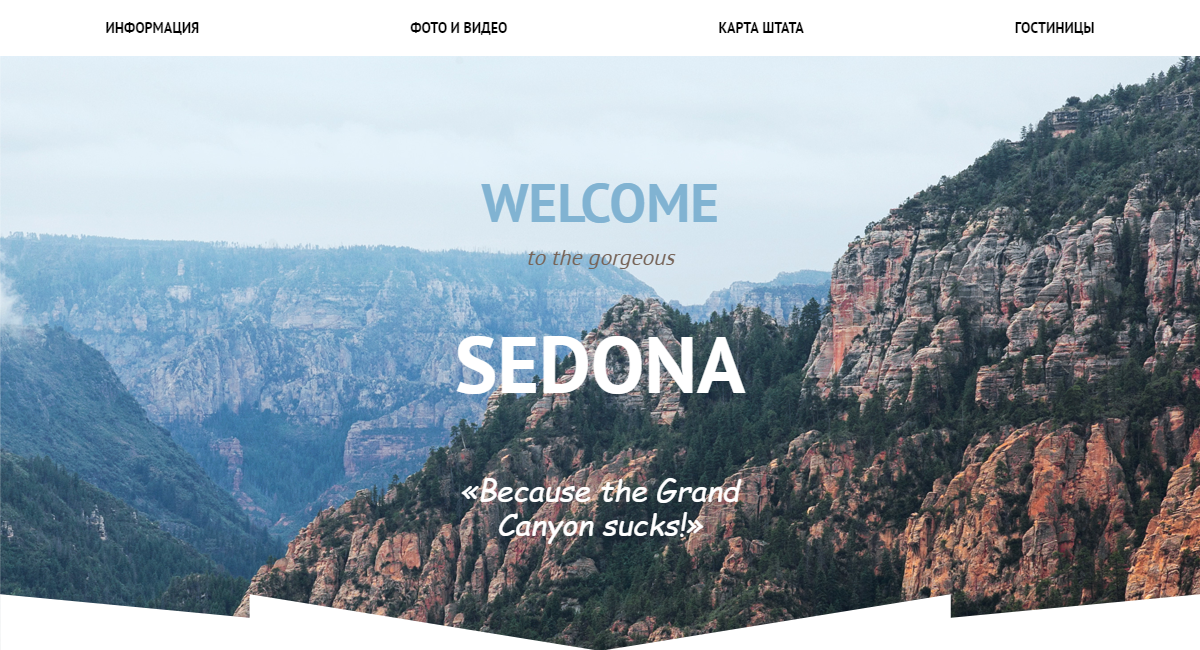 ИНФОРМАЦИЯ
ФОТО И ВИДЕО
КАРТА ШТАТА
ГОСТИНИЦЫ
WELCOME
to the gorgeous
SEDONA
«Because the Grand
Canyon sucks!»